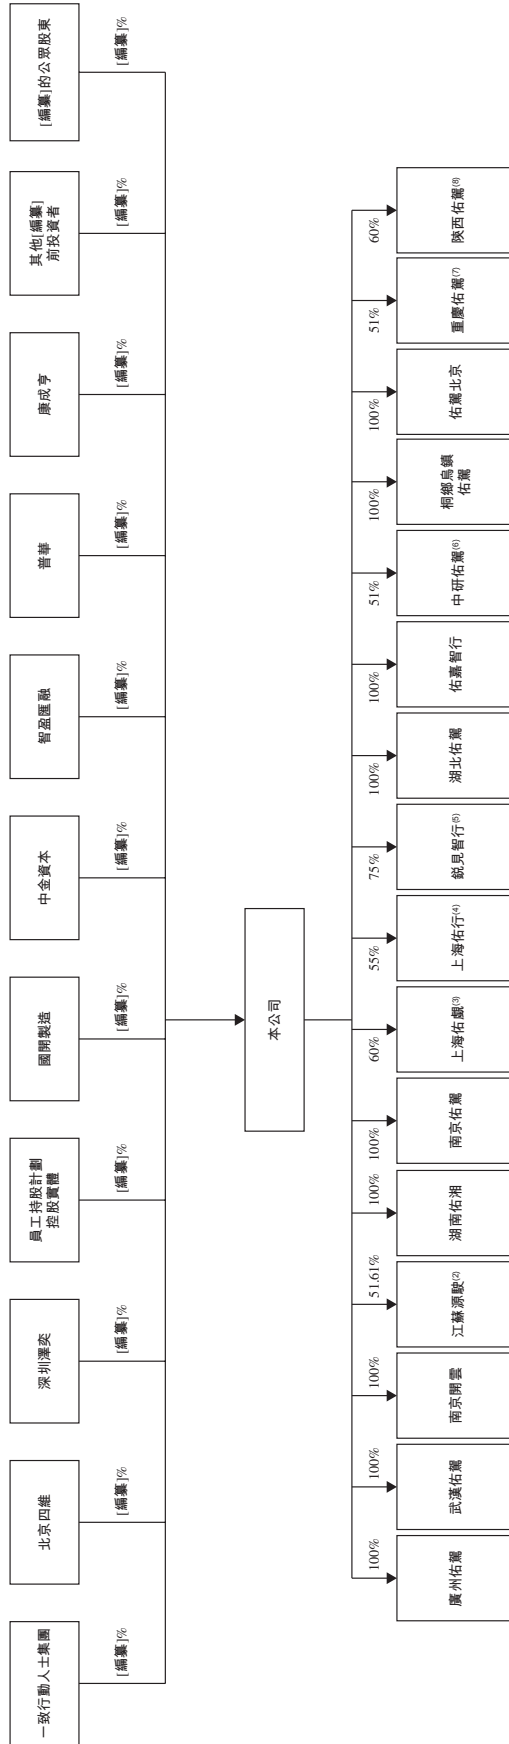 一致行動人士集團
北京四維
深圳澤奕
員工持股計劃
控股實體
國開製造
中金資本
智盈匯融
普華
康成亨
其他[編纂]
前投資者
[編纂]的公眾股東
[編纂]%
[編纂]%
[編纂]%
[編纂]%
[編纂]%
[編纂]%
[編纂]%
[編纂]%
[編纂]%
[編纂]%
[編纂]%
本公司
100%
100%
100%
51.61%
100%
100%
60%
55%
75%
100%
100%
51%
100%
100%
51%
60%
廣州佑駕
武漢佑駕
南京開雲
江蘇源駛(2)
湖南佑湘
南京佑駕
上海佑覷(3)
上海佑行(4)
銳見智行(5)
湖北佑駕
佑嘉智行
中研佑駕(6)
桐鄉烏鎮
佑駕
佑駕北京
重慶佑駕(7)
陝西佑駕(8)